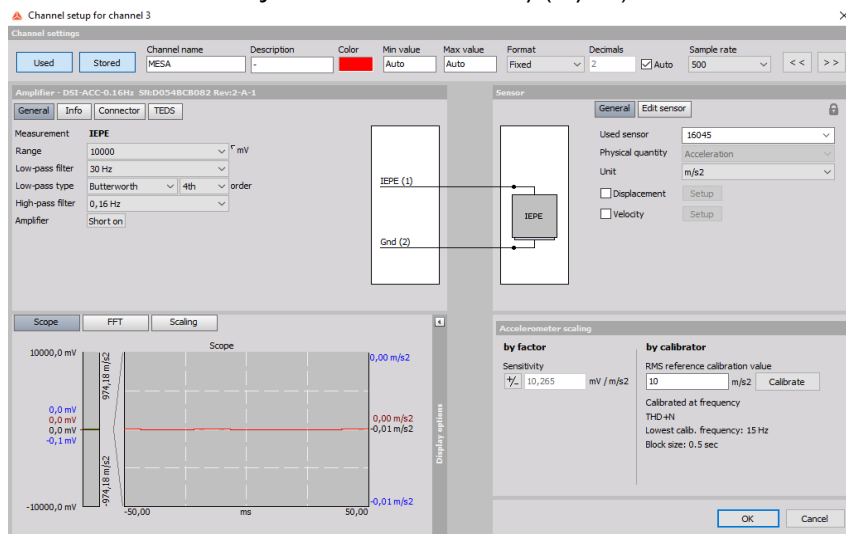 Channel setup for channel 3
Channel settings
Used
Stored
Channel name
MESA
Description
-
Color
Min value
Auto
Max value
Auto
Format
Fixed
Decimals
2
Auto
Sample rate
500
<<
>>
Amplifier - DSI-ACC-0.16Hz SN:D054BCB082 Rev:2-A-1
General
Info
Connector
TEDS
Measurement IEPE
Range 10000 mV
Low-pass filter 30 Hz
Low-pass type Butterworth 4th order
High-pass filter 0,16 Hz
Amplifier Short on
IEPE (1)
Gnd (2)
Sensor
IEPE
General
Edit sensor
Used sensor 16045
Physical quantity Acceleration
Unit m/s2
Displacement Setup
Velocity Setup
Scope
FFT
Scaling
Scope
10000,0 mV
974,18 m/s2
0,00 m/s2
0,0 mV
0,0 mV
0,0 mV
-0,1 mV
0,00 m/s2
-0,01 m/s2
-974,18 m/s2
-10000,0 mV
-0,01 m/s2
-50,00
ms
50,00
Display options
Accelerometer scaling
by factor
Sensitivity
+/- 10,265 mV / m/s2
by calibrator
RMS reference calibration value
10 m/s2 Calibrate
Calibrated at frequency
THD+N
Lowest calib. frequency: 15 Hz
Block size: 0.5 sec
OK
Cancel